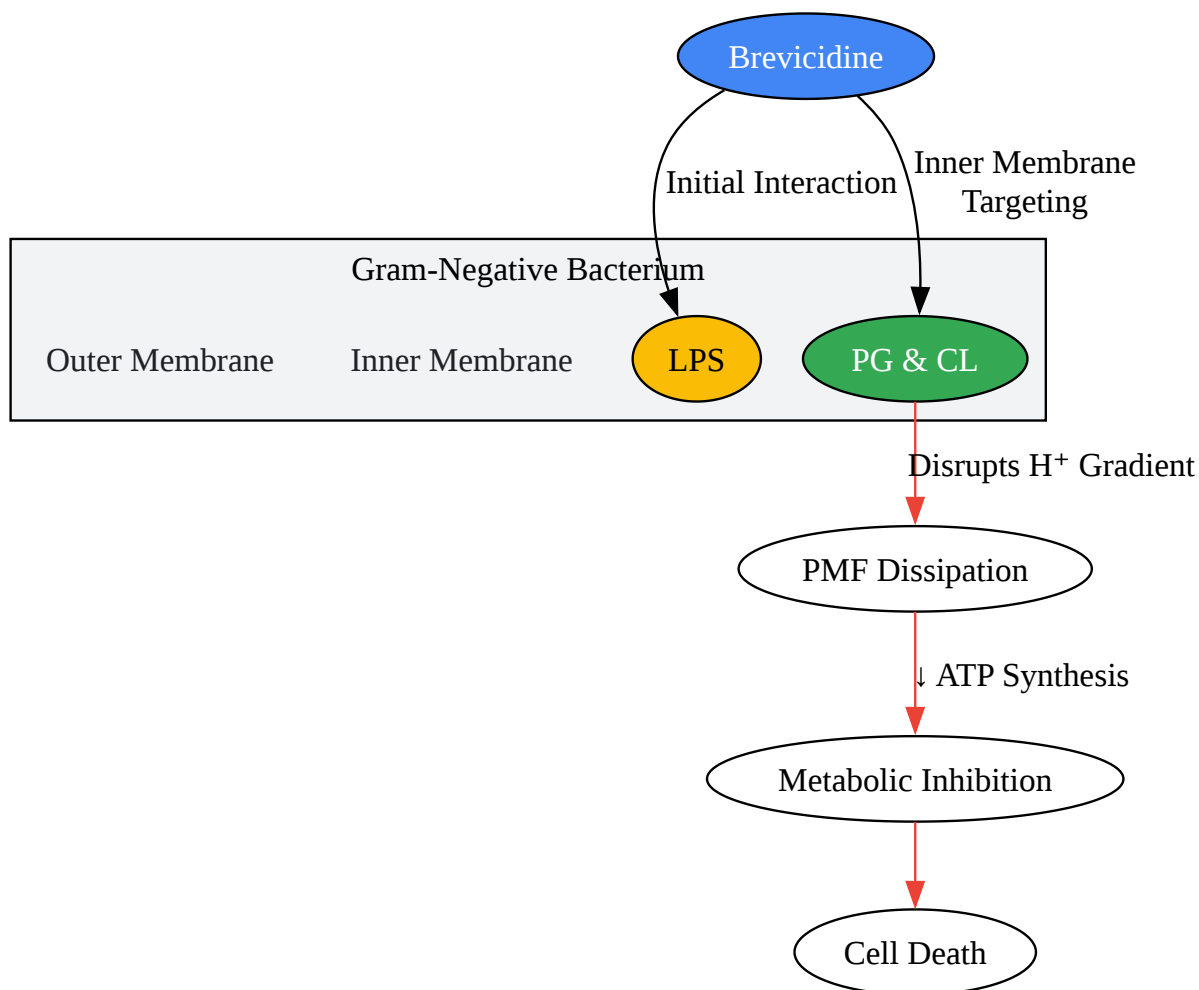 Brevicidine
Initial Interaction
Inner Membrane
Targeting
Gram-Negative Bacterium
Outer Membrane
Inner Membrane
LPS
PG & CL
Disrupts H⁺ Gradient
PMF Dissipation
↓ ATP Synthesis
Metabolic Inhibition
Cell Death